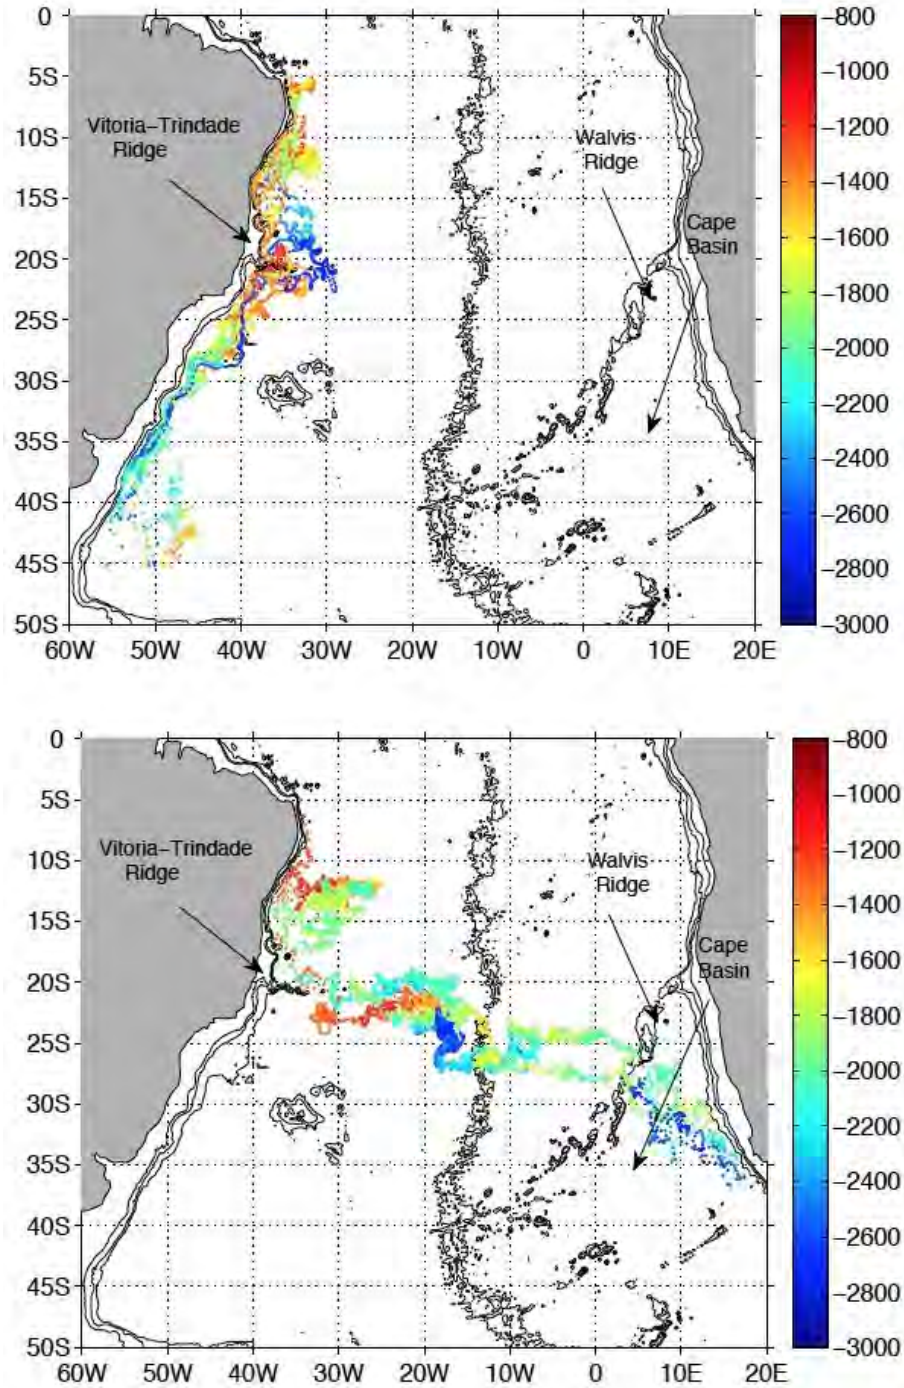 0
5S
10S
15S
20S
25S
30S
35S
40S
45S
50S
60W 50W 40W 30W 20W 10W 0 10E 20E
Vitoria−Trindade
Ridge
Walvis
Ridge
Cape
Basin
−800
−1000
−1200
−1400
−1600
−1800
−2000
−2200
−2400
−2600
−2800
−3000
0
5S
10S
15S
20S
25S
30S
35S
40S
45S
50S
60W 50W 40W 30W 20W 10W 0 10E 20E
Vitoria−Trindade
Ridge
Walvis
Ridge
Cape
Basin
−800
−1000
−1200
−1400
−1600
−1800
−2000
−2200
−2400
−2600
−2800
−3000